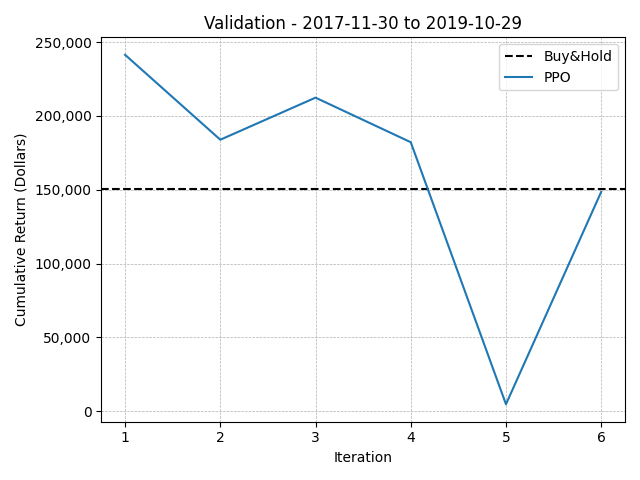 Validation - 2017-11-30 to 2019-10-29
250,000
200,000
150,000
100,000
50,000
0
Cumulative Return (Dollars)
Buy&Hold
PPO
1 2 3 4 5 6
Iteration